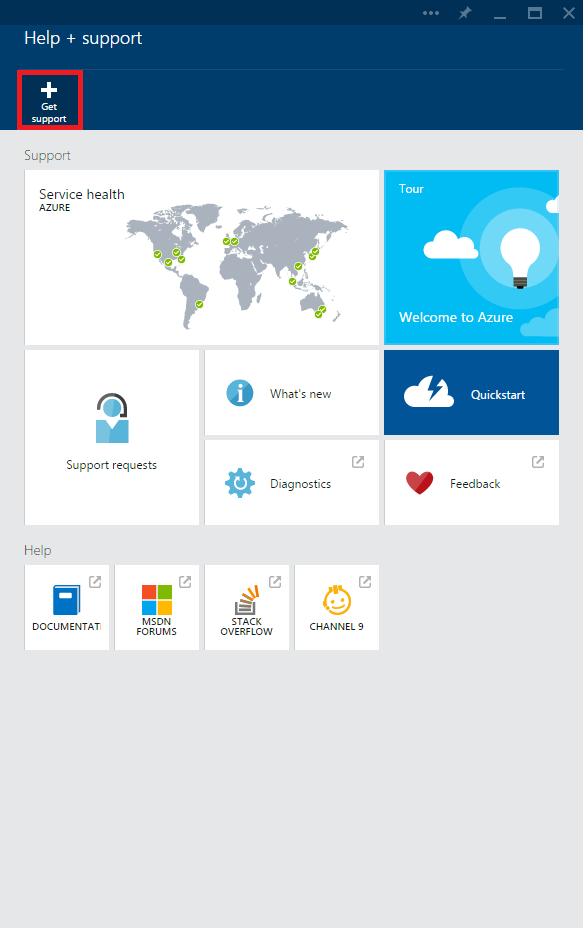 Help + support
Get
support
Support
Service health
AZURE
Tour
Welcome to Azure
Support requests
What's new
Quickstart
Diagnostics
Feedback
Help
DOCUMENTATI
MSDN
FORUMS
STACK
OVERFLOW
CHANNEL 9